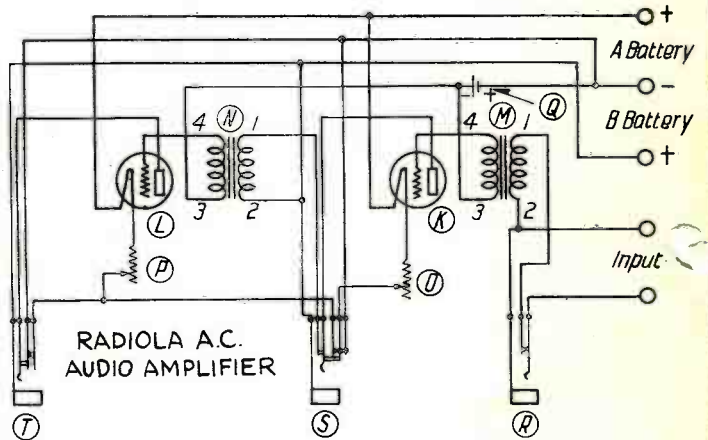 +
A Battery
-
B Battery
+
Input
Q
M
N
4
1
3
2
4
1
3
2
L
K
P
O
- +
RADIOLA A.C.
AUDIO AMPLIFIER
T
S
R